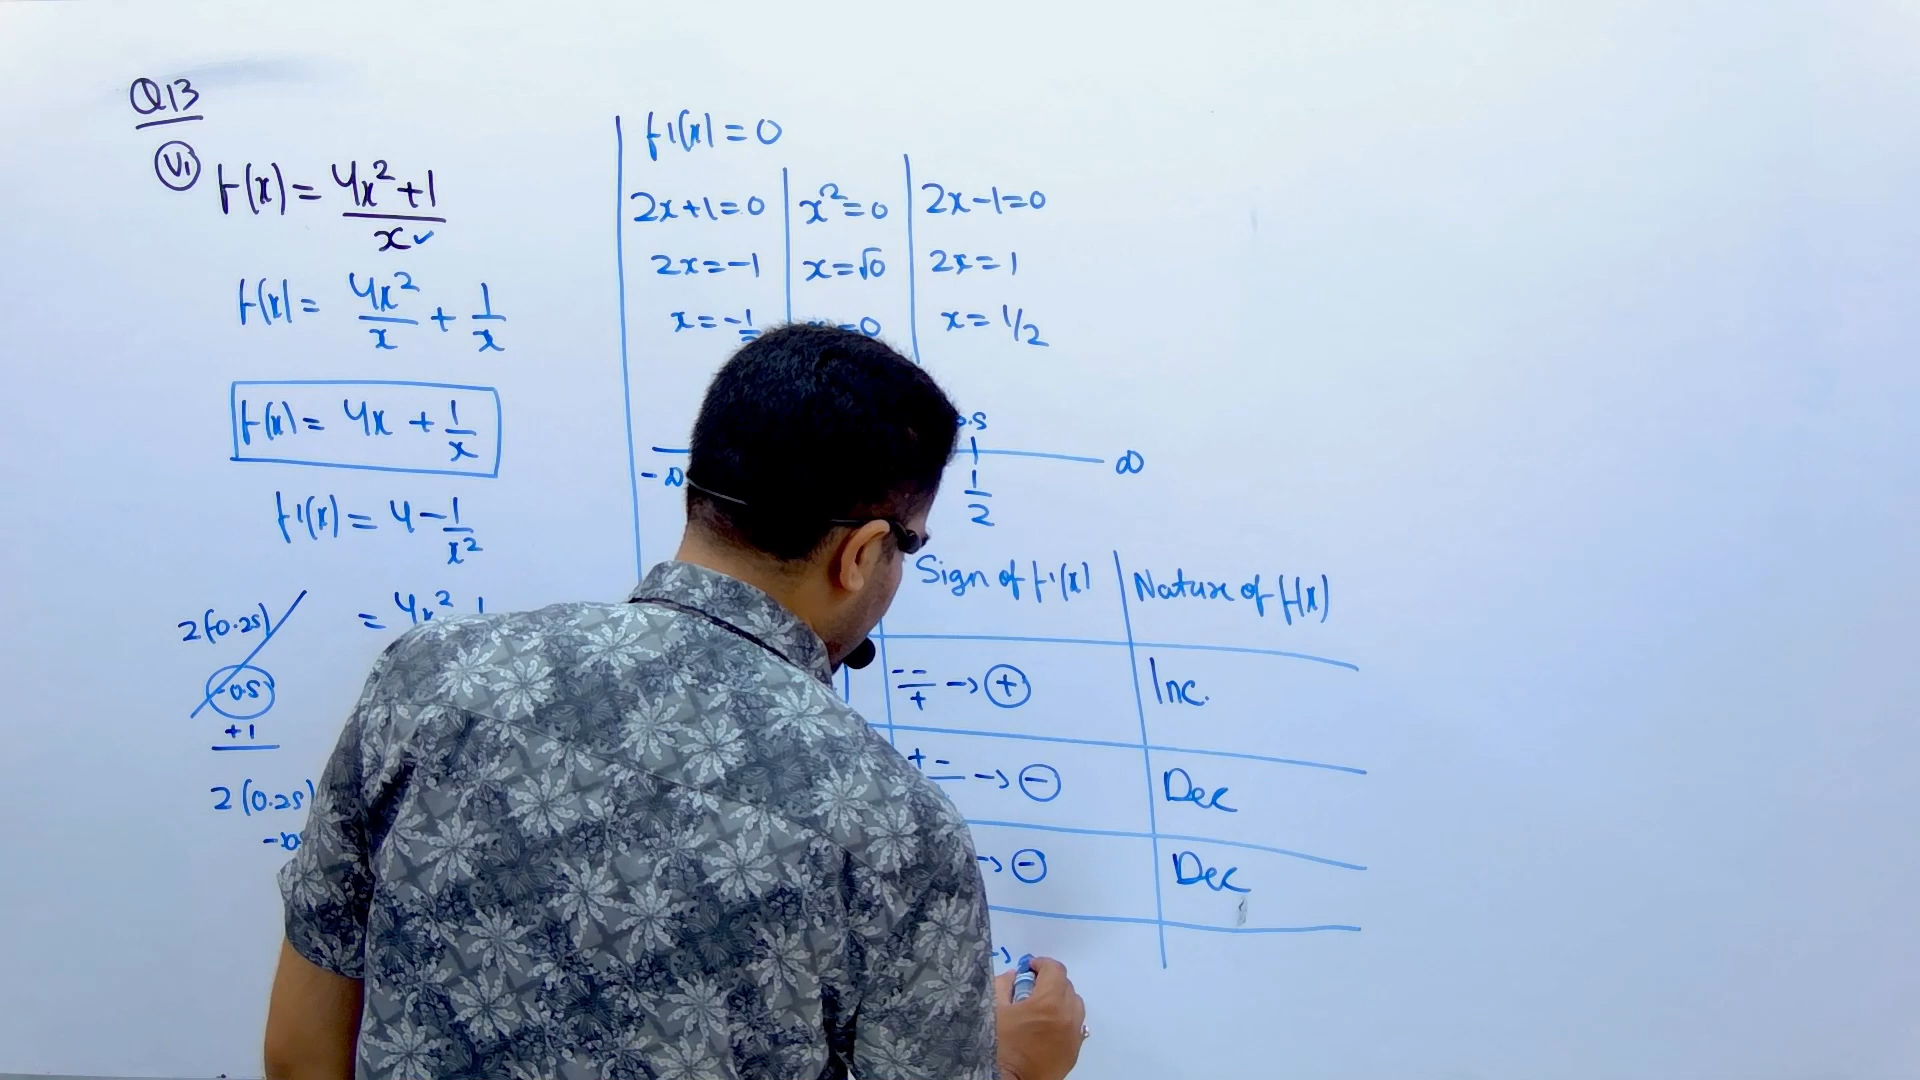 Q13
VI f(x) = 4x²+1 / x ✓
f(x) = 4x²/x + 1/x
f(x) = 4x + 1/x
f'(x) = 4 - 1/x²
= 4x²
2(-0.25)
-0.5
+1
2(0.25)
f'(x) = 0
2x+1=0 | x²=0 | 2x-1=0
2x=-1 | x=√0 | 2x=1
x=-1 | =0 | x=1/2
-∞ 1/2 ∞
Sign of f'(x) | Nature of f(x)
--/+ → + | Inc.
+- → - | Dec
→ - | Dec
→